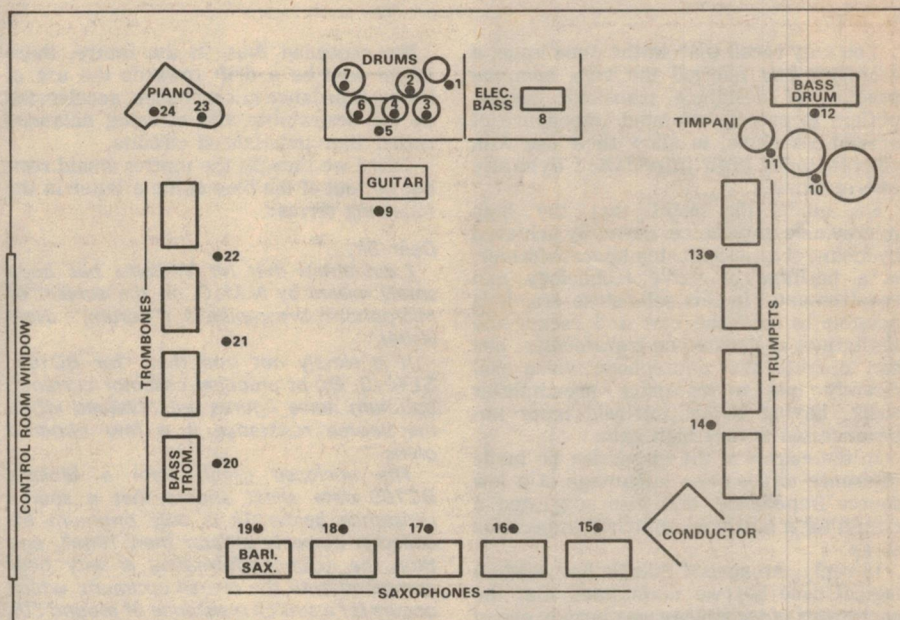 DRUMS
7
2
1
6
4
3
5
ELEC.
BASS
8
BASS
DRUM
12
TIMPANI
11
10
PIANO
24
23
GUITAR
9
CONTROL ROOM WINDOW
TROMBONES
22
21
20
BASS
TROM.
13
14
TRUMPETS
CONDUCTOR
19
18
17
16
15
BARI.
SAX.
SAXOPHONES